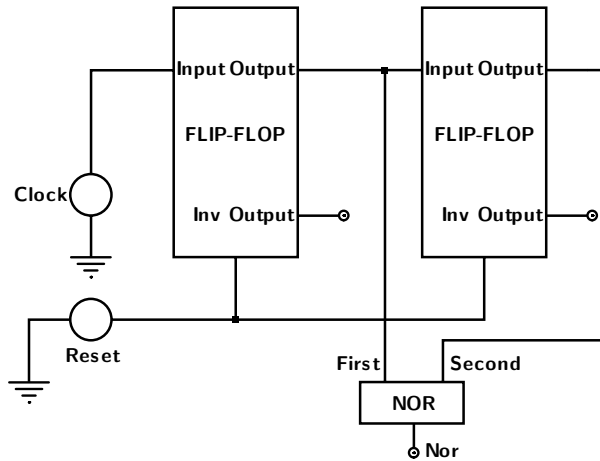 Input Output
Input Output
FLIP-FLOP
FLIP-FLOP
Clock
Inv Output
Inv Output
Reset
First
Second
NOR
Nor